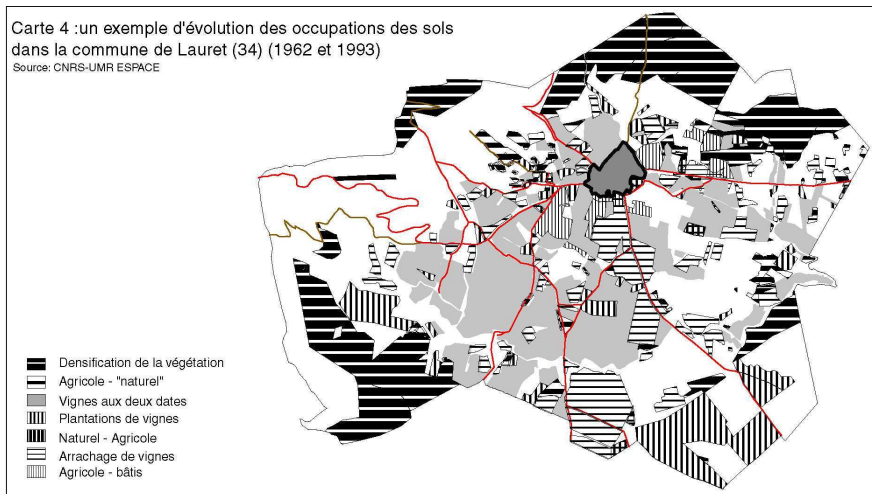 Carte 4 :un exemple d'évolution des occupations des sols
dans la commune de Lauret (34) (1962 et 1993)
Source: CNRS-UMR ESPACE
Densification de la végétation
Agricole - "naturel"
Vignes aux deux dates
Plantations de vignes
Naturel - Agricole
Arrachage de vignes
Agricole - bâtis